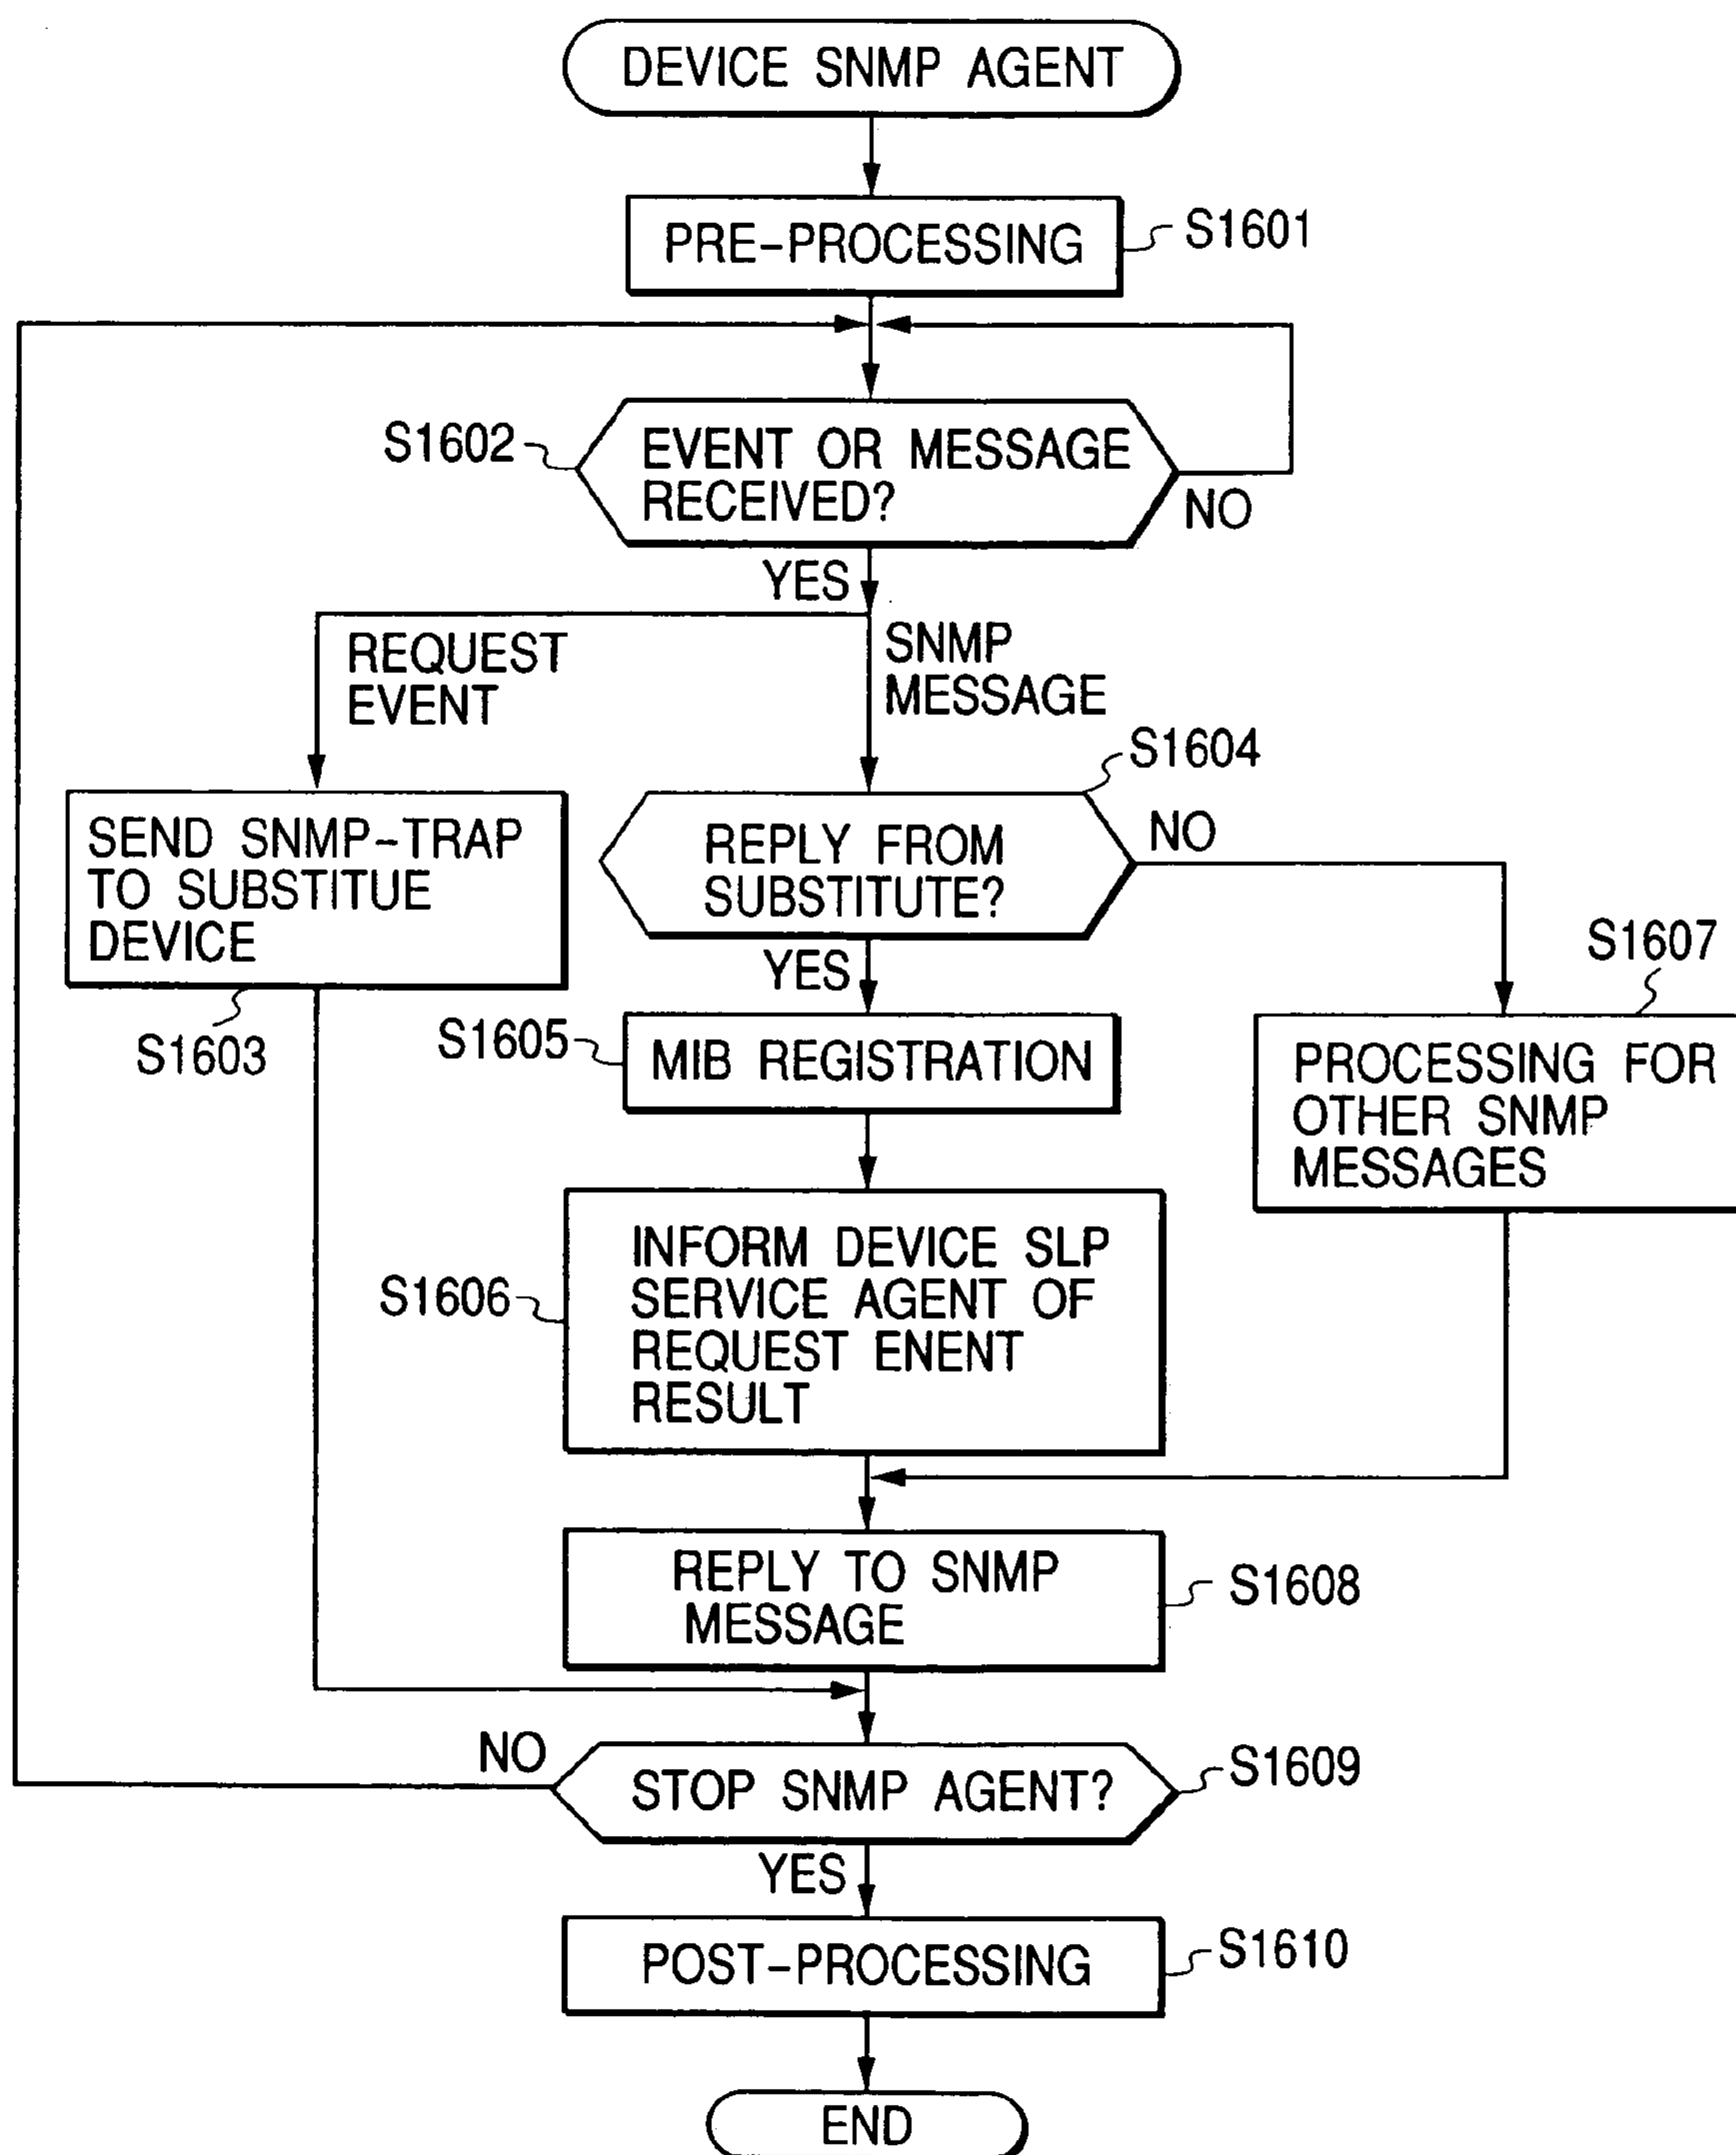 DEVICE SNMP AGENT
PRE-PROCESSING
S1601
S1602
EVENT OR MESSAGE
RECEIVED?
NO
YES
REQUEST
EVENT
SNMP
MESSAGE
S1604
SEND SNMP-TRAP
TO SUBSTITUE
DEVICE
S1603
REPLY FROM
SUBSTITUTE?
NO
YES
S1607
S1605
MIB REGISTRATION
PROCESSING FOR
OTHER SNMP
MESSAGES
S1606
INFORM DEVICE SLP
SERVICE AGENT OF
REQUEST ENENT
RESULT
REPLY TO SNMP
MESSAGE
S1608
NO
STOP SNMP AGENT?
S1609
YES
POST-PROCESSING
S1610
END